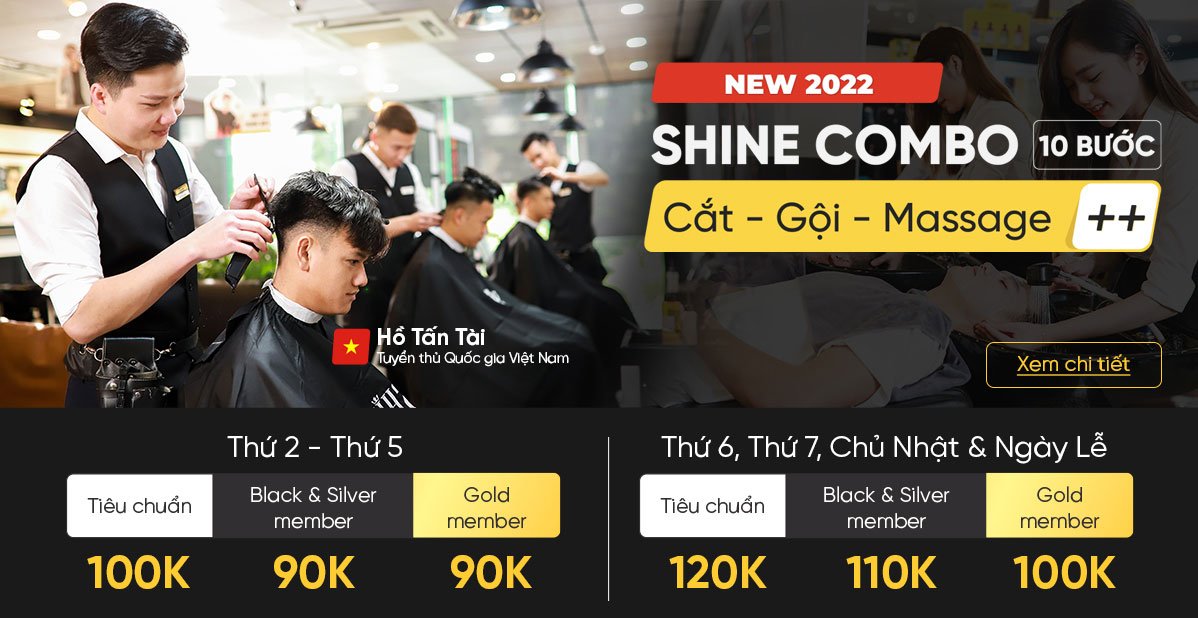 NEW 2022
SHINE COMBO 10 BƯỚC
Cắt - Gội - Massage ++
Hồ Tấn Tài
Tuyển thủ Quốc gia Việt Nam
Xem chi tiết
Thứ 2 - Thứ 5
Tiêu chuẩn
Black & Silver
member
Gold
member
100K
90K
90K
Thứ 6, Thứ 7, Chủ Nhật & Ngày Lễ
Tiêu chuẩn
Black & Silver
member
Gold
member
120K
110K
100K